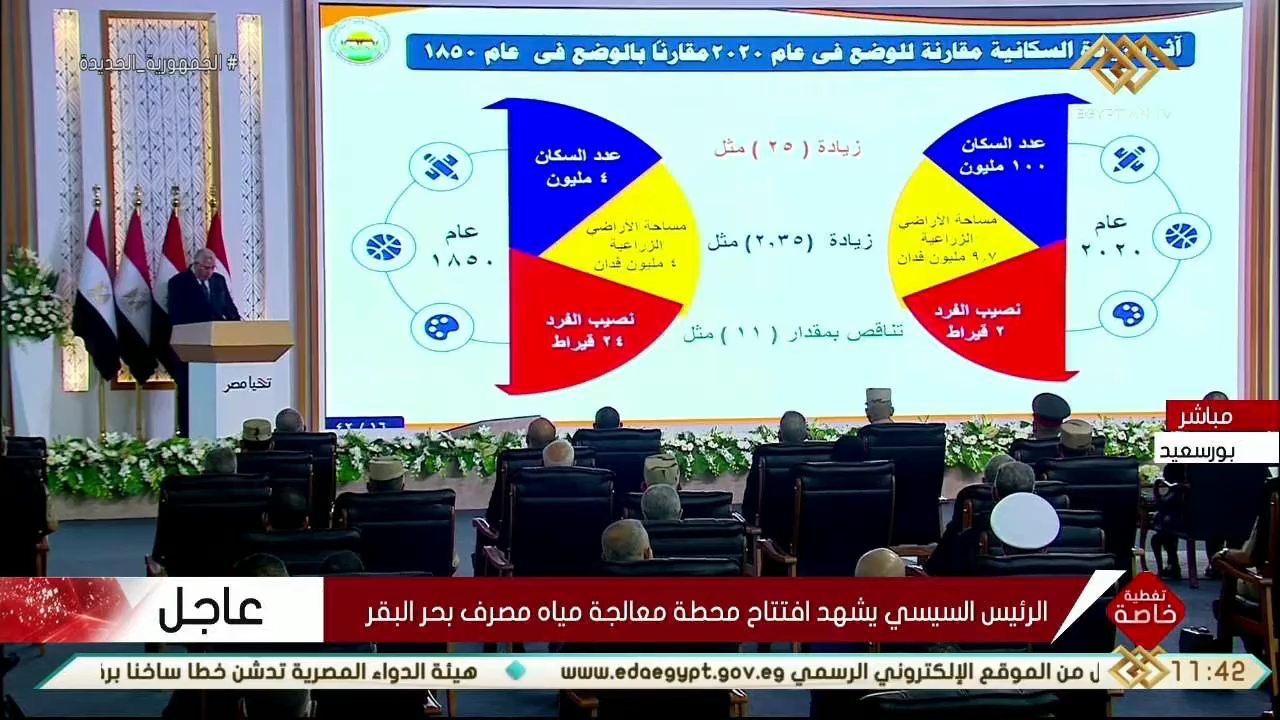 #الجمهورية_الجديدة
السكانية مقارنة للوضع فى عام ٢٠٢٠ مقارنا بالوضع فى عام ١٨٥٠
EGYPTIAN TV
عدد السكان
١٠٠ مليون
مساحة الاراضي
الزراعية
٩.٧ مليون فدان
نصيب الفرد
٢ قيراط
عام
٢٠٢٠
زيادة ( ٢٥ ) مثل
زيادة (٢.٣٥) مثل
تناقص بمقدار ( ١١ ) مثل
عدد السكان
٤ مليون
مساحة الأراضي
الزراعية
٤ مليون فدان
نصيب الفرد
٢٤ قيراط
عام
١٨٥٠
٤٢ / ١٦
تحيا مصر
مباشر
بورسعيد
تغطية
خاصة
الرئيس السيسي يشهد افتتاح محطة معالجة مياه مصرف بحر البقر
عاجل
11:42
ل من الموقع الإلكتروني الرسمي www.edaegypt.gov.eg
هيئة الدواء المصرية تدشن خطا ساخنا